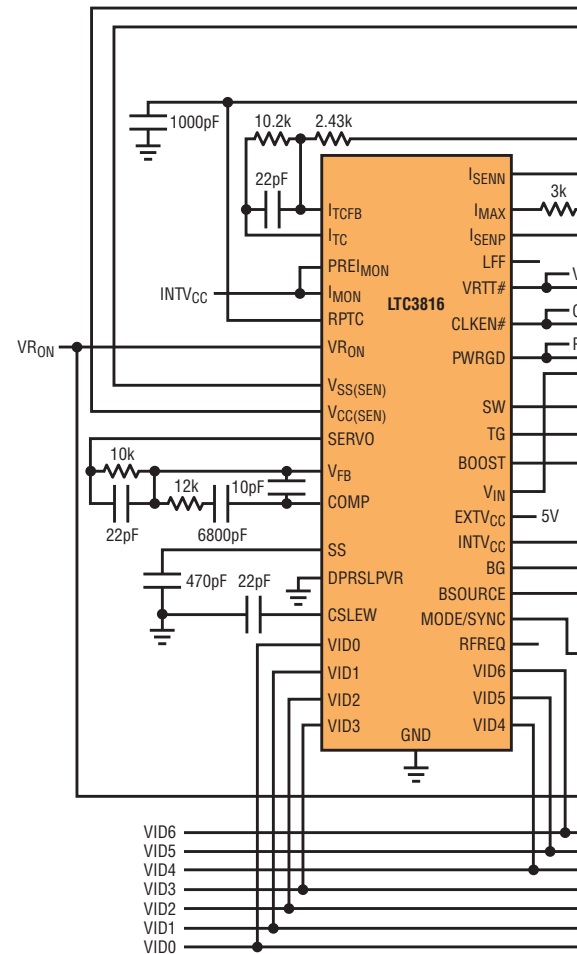 1000pF
10.2k
2.43k
22pF
3k
ISENN
ITCFB
IMAX
ITC
ISENP
PREIMON
LFF
INTVCC
IMON
VRTT#
LTC3816
RPTC
CLKEN#
VRON
VRON
PWRGD
VSS(SEN)
VCC(SEN)
SW
SERVO
TG
10k
VFB
BOOST
12k
10pF
VIN
COMP
22pF
6800pF
EXTVCC
5V
SS
INTVCC
470pF
22pF
DPRSLPVR
BG
CSLEW
BSOURCE
MODE/SYNC
VID0
RFREQ
VID1
VID6
VID2
VID5
VID3
VID4
GND
VID6
VID5
VID4
VID3
VID2
VID1
VID0